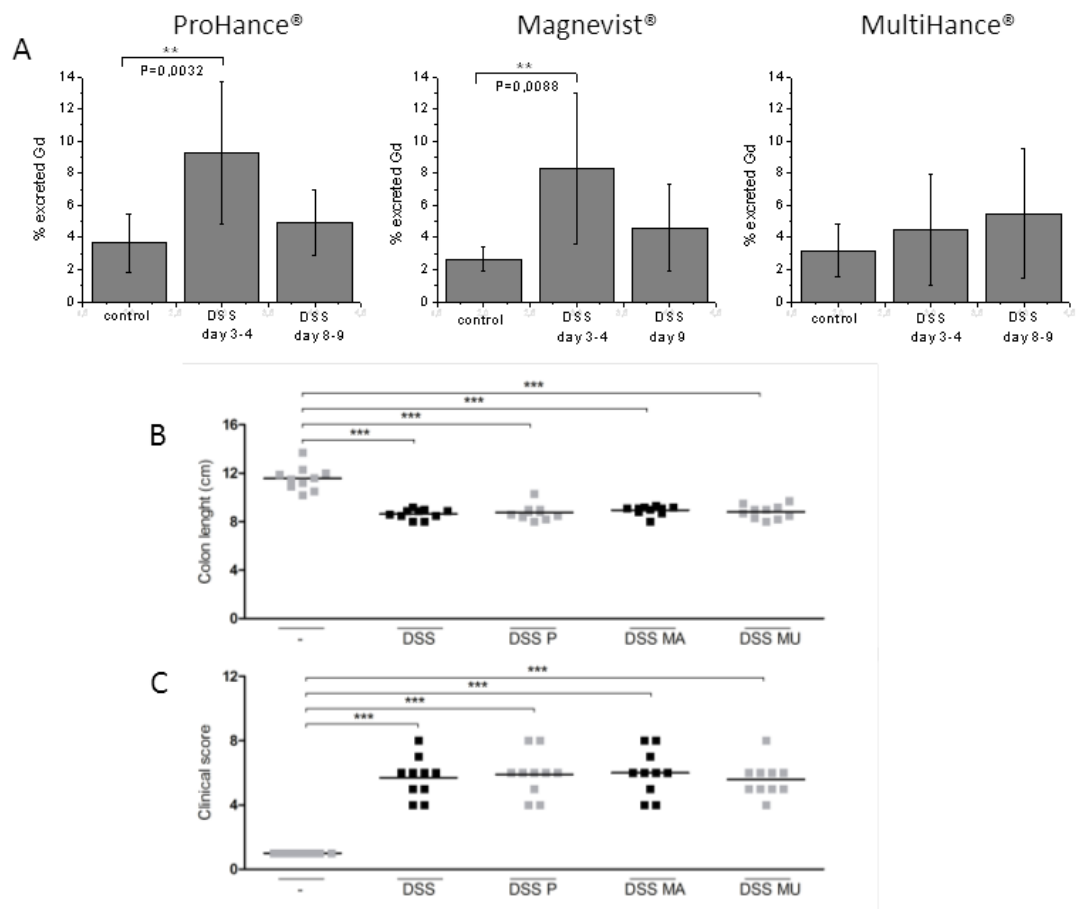 ProHance®
Magnevist®
MultiHance®
A
**
P=0,0032
14
12
10
8
6
4
2
0
% excreted Gd
control
DSS
day 3-4
DSS
day 8-9
**
P=0,0088
14
12
10
8
6
4
2
0
% excreted Gd
control
DSS
day 3-4
DSS
day 9
14
12
10
8
6
4
2
0
% excreted Gd
control
DSS
day 3-4
DSS
day 8-9
B
***
***
***
***
16
12
8
4
0
Colon lenght (cm)
- DSS DSS P DSS MA DSS MU
C
***
***
***
***
12
8
4
0
Clinical score
- DSS DSS P DSS MA DSS MU